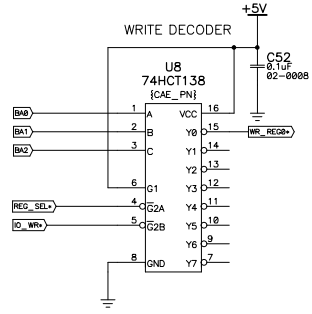 +5V
WRITE DECODER
C52
0.1uF
02-0008
U8
74HCT138
{CAE_PN}
BA0 1 A VCC 16
BA1 2 B Y0 15 WR_REG0*
BA2 3 C Y1 14
Y2 13
6 G1 Y3 12
REG_SEL* 4 G2A Y4 11
IO_WR* 5 G2B Y5 10
Y6 9
8 GND Y7 7